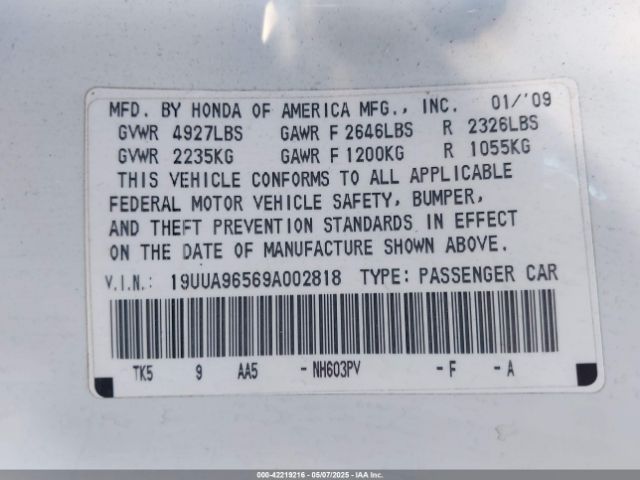 MFD. BY HONDA OF AMERICA MFG., INC. 01/'09
GVWR 4927LBS GAWR F 2646LBS R 2326LBS
GVWR 2235KG GAWR F 1200KG R 1055KG
THIS VEHICLE CONFORMS TO ALL APPLICABLE
FEDERAL MOTOR VEHICLE SAFETY, BUMPER,
AND THEFT PREVENTION STANDARDS IN EFFECT
ON THE DATE OF MANUFACTURE SHOWN ABOVE.
V.I.N.: 19UUA96569A002818 TYPE: PASSENGER CAR
TK5 9 AA5 - NH603PV - F - A
000-42219216 - 05/07/2025 - IAAI.COM